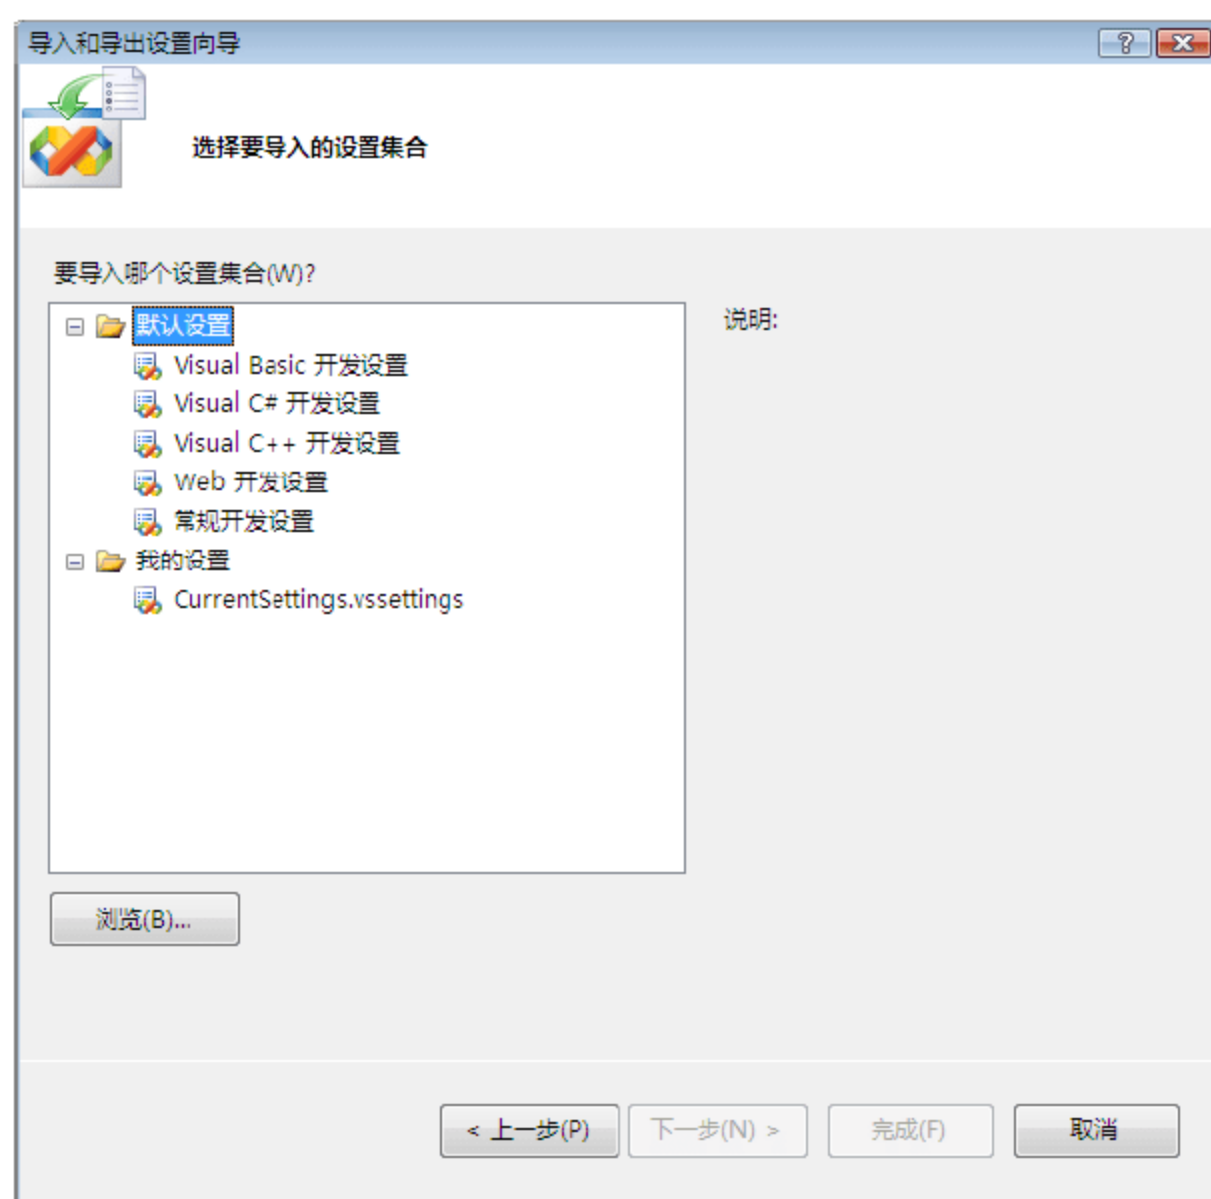 导入和导出设置向导
选择要导入的设置集合
要导入哪个设置集合(W)?
默认设置
说明:
Visual Basic 开发设置
Visual C# 开发设置
Visual C++ 开发设置
Web 开发设置
常规开发设置
我的设置
CurrentSettings.vssettings
浏览(B)...
< 上一步(P)
下一步(N) >
完成(F)
取消